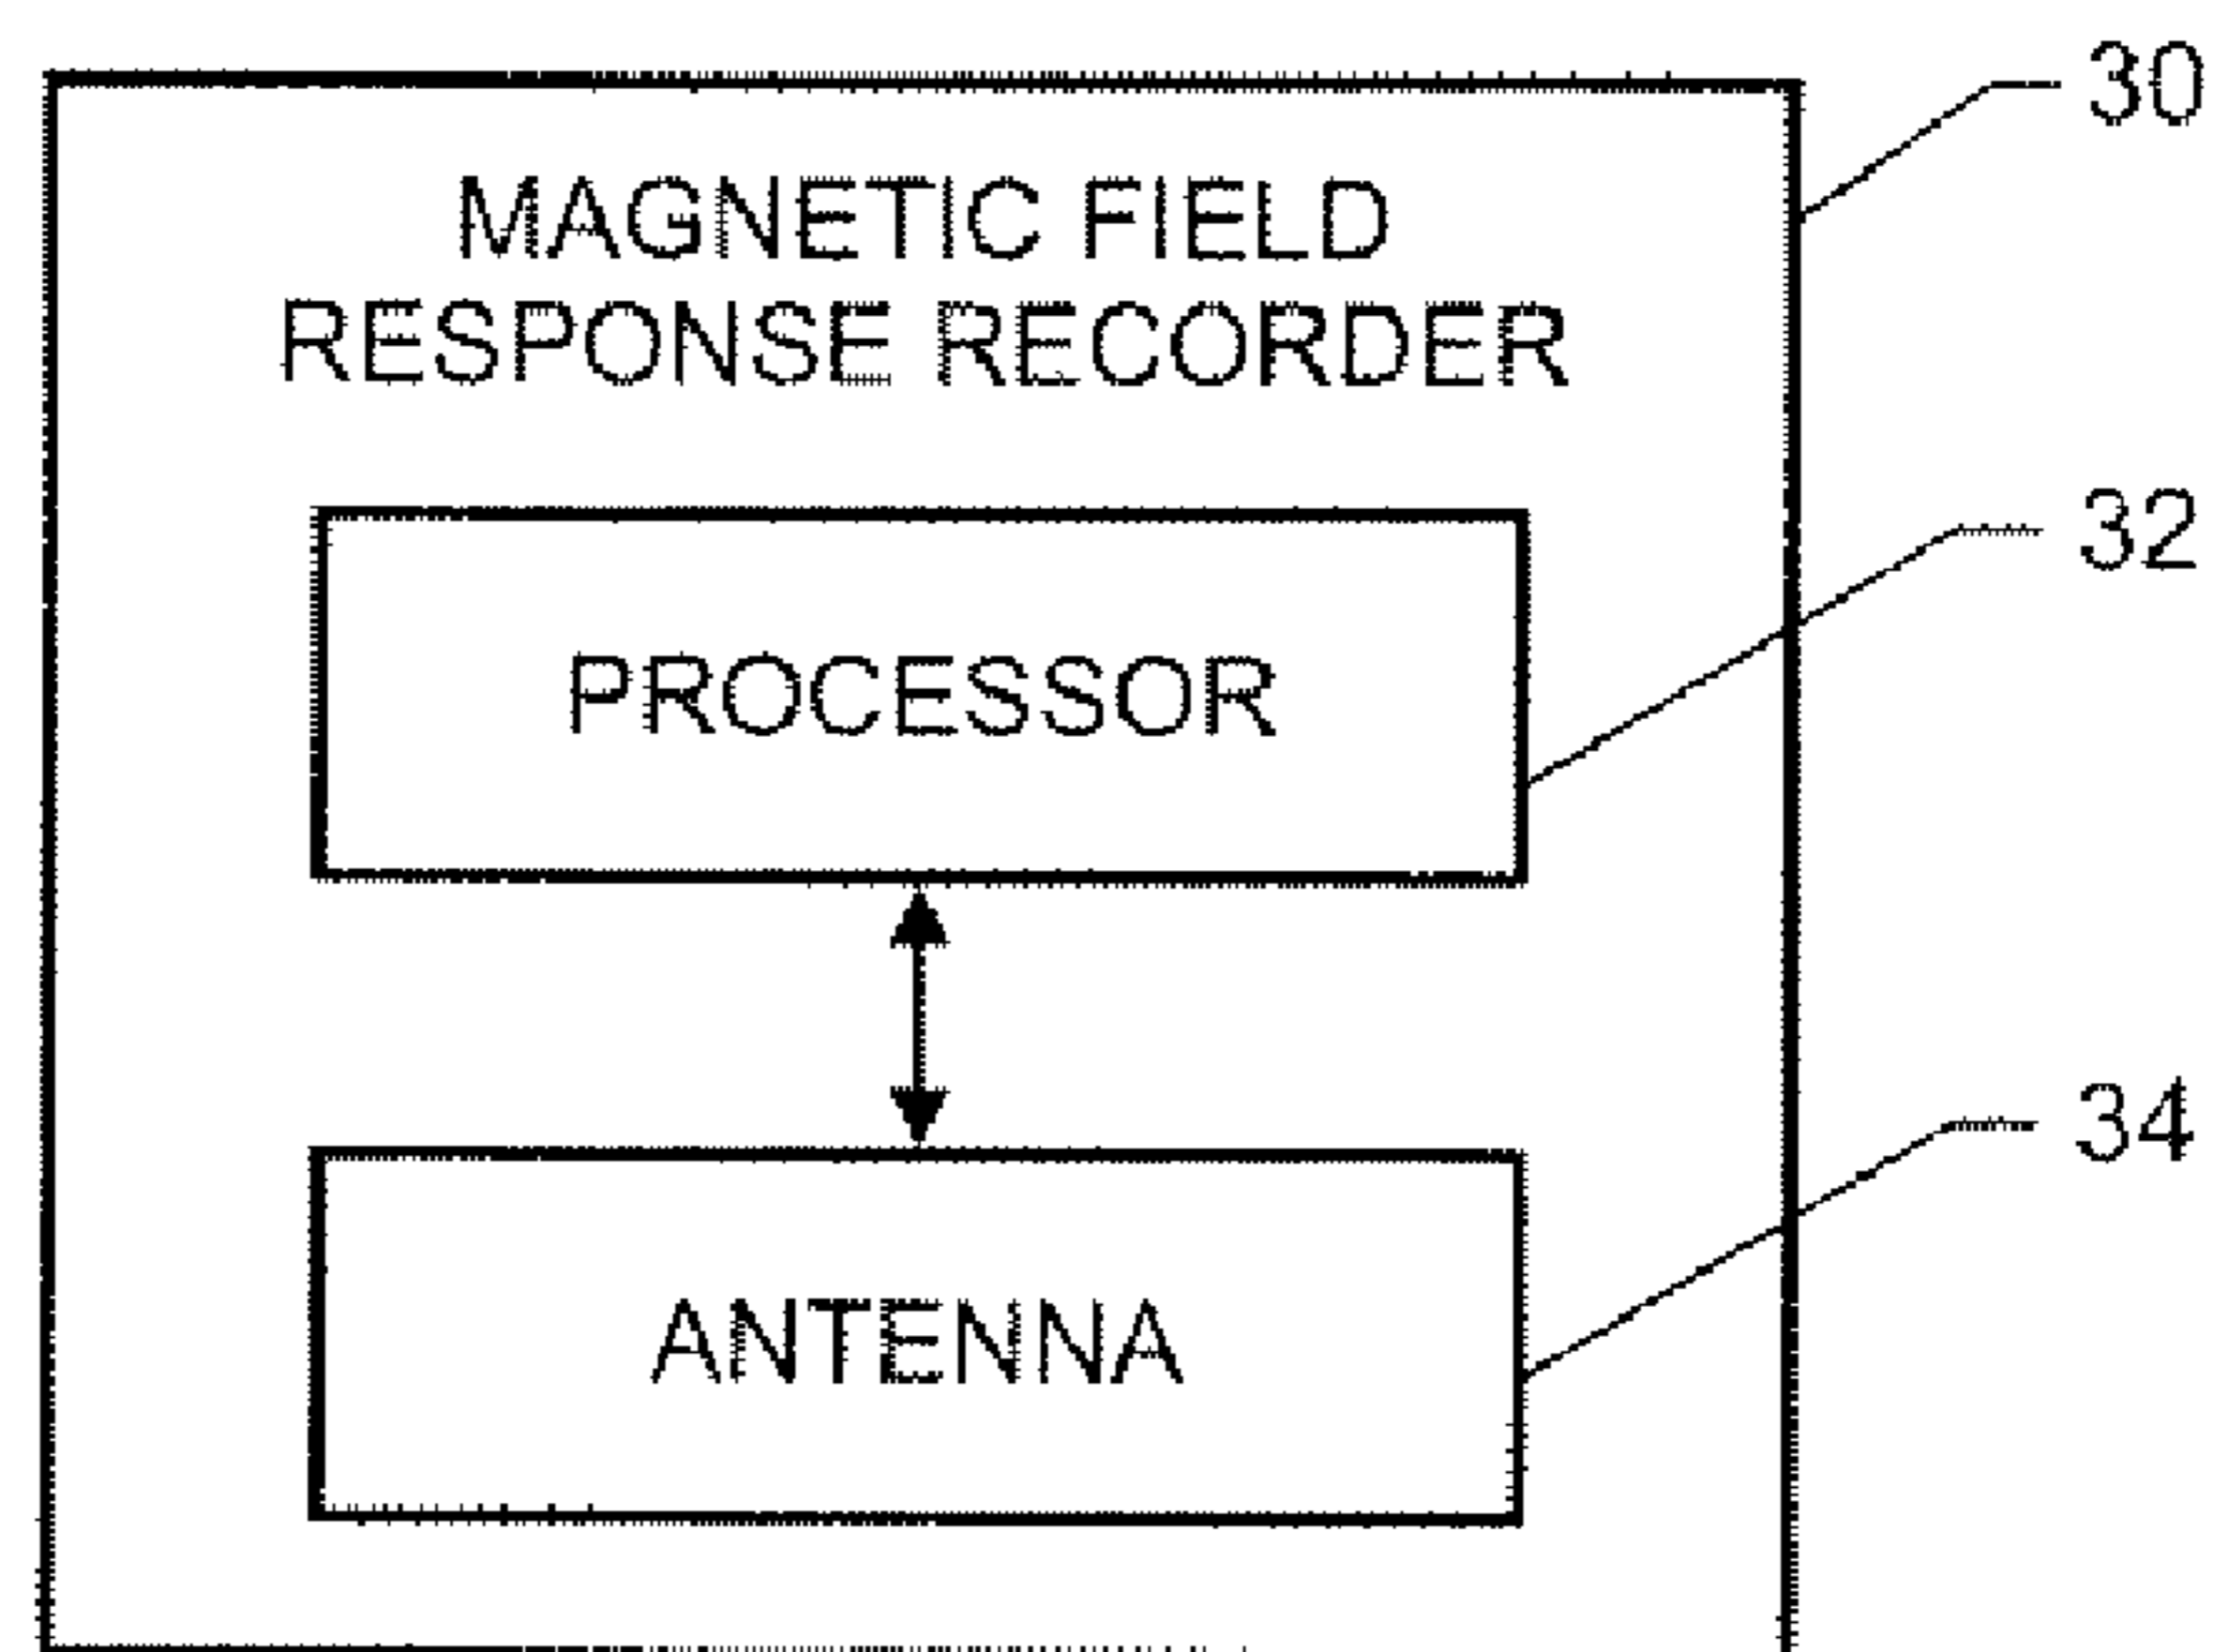 30
MAGNETIC FIELD
RESPONSE RECORDER
32
PROCESSOR
34
ANTENNA